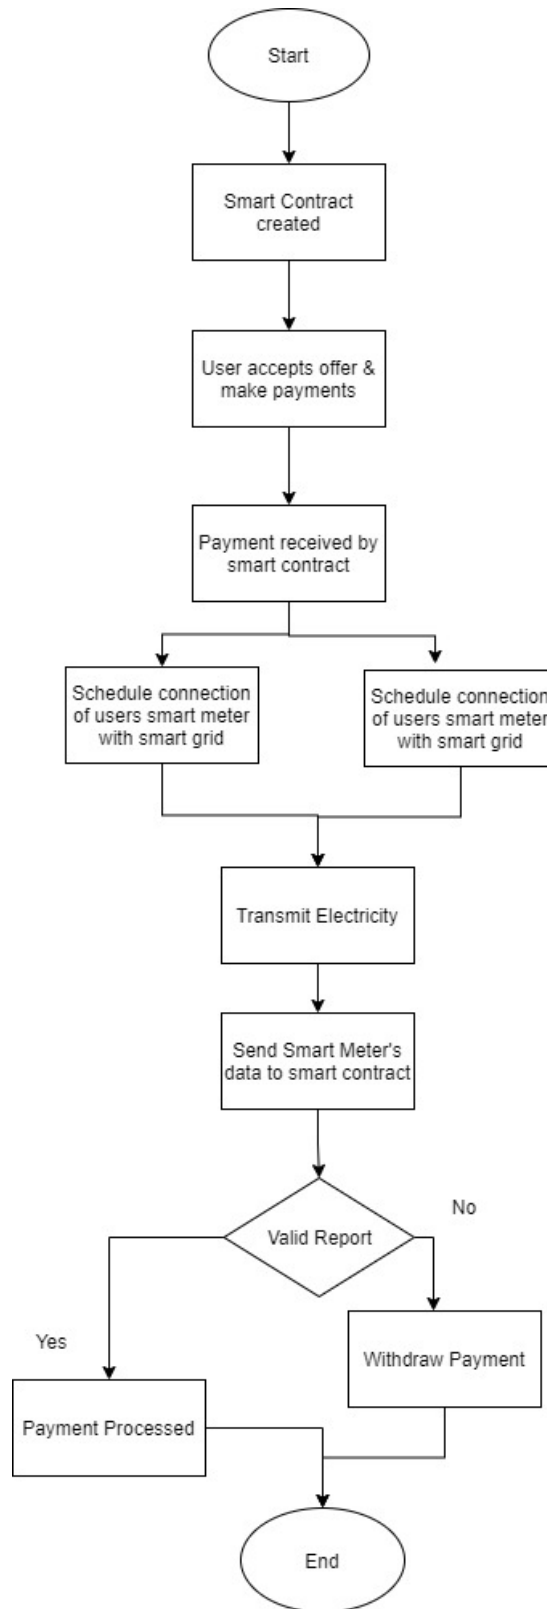 Start
Smart Contract
created
User accepts offer &
make payments
Payment received by
smart contract
Schedule connection
of users smart meter
with smart grid
Schedule connection
of users smart meter
with smart grid
Transmit Electricity
Send Smart Meter's
data to smart contract
Valid Report
No
Yes
Withdraw Payment
Payment Processed
End